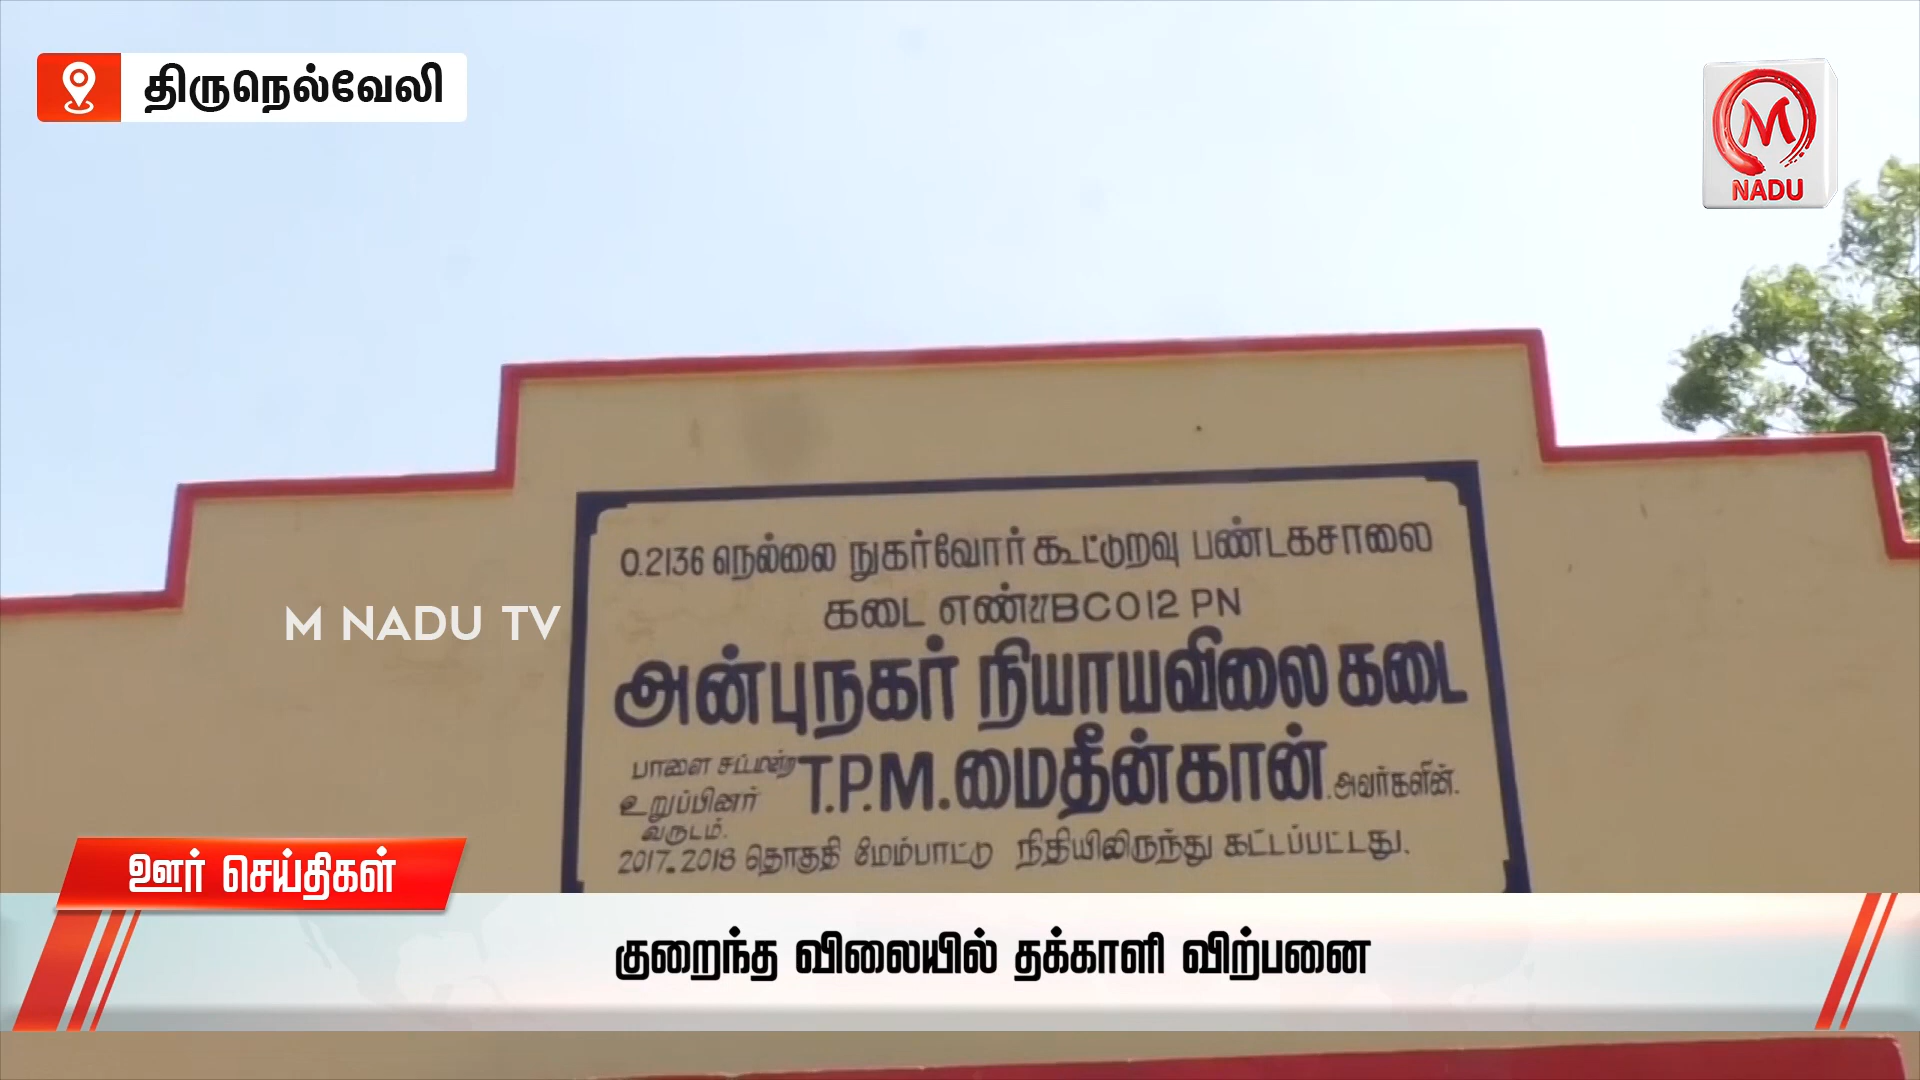 திருநெல்வேலி
M
NADU
0.2136 நெல்லை நுகர்வோர் கூட்டுறவு பண்டகசாலை
கடை எண் BC012 PN
M NADU TV
அன்புநகர் நியாயவிலை கடை
பாளை சட்டமன்ற
உறுப்பினர் T.P.M. மைதீன்கான். அவர்களின்.
வருடம்.
2017-2018 தொகுதி மேம்பாட்டு நிதியிலிருந்து கட்டப்பட்டது.
ஊர் செய்திகள்
குறைந்த விலையில் தக்காளி விற்பனை